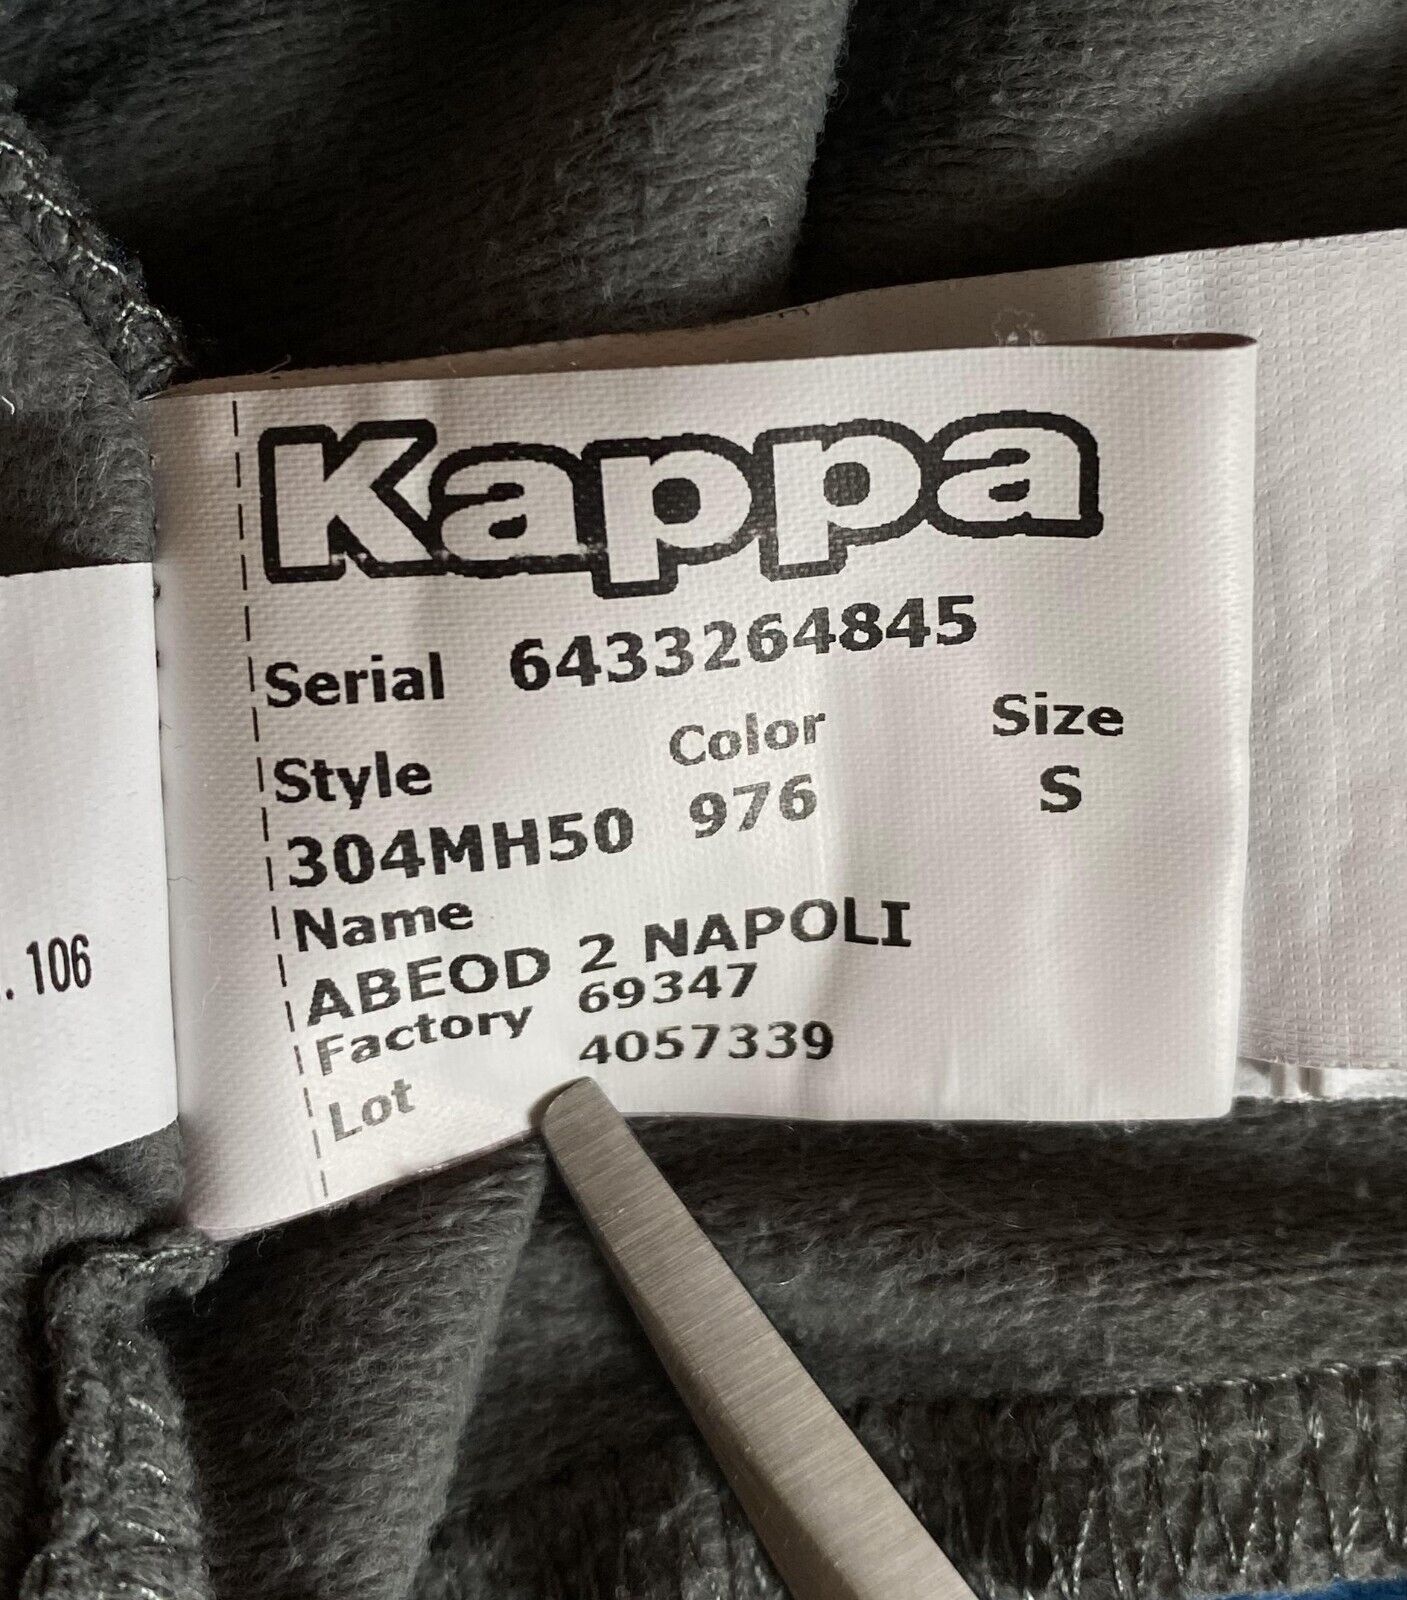 Kappa
Serial 6433264845
Style Color Size
304MH50 976 S
Name
ABEOD 2 NAPOLI
Factory 69347
Lot 4057339
. 106